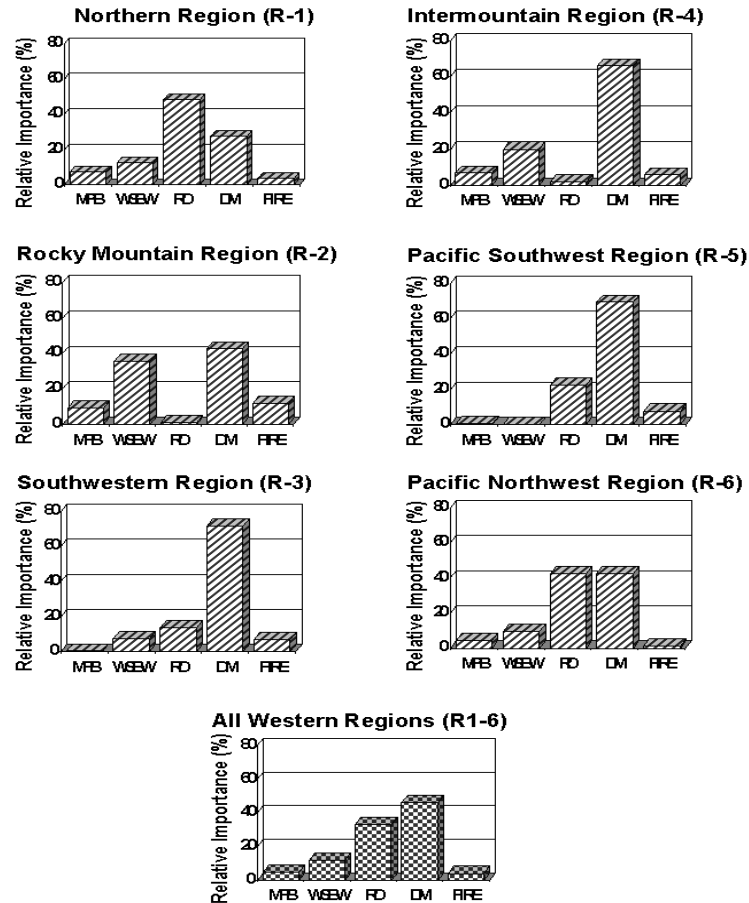 Northern Region (R-1)
Relative Importance (%)
80
60
40
20
0
MPB WSBW RD DM FIRE
Intermountain Region (R-4)
Relative Importance (%)
80
60
40
20
0
MPB WSBW RD DM FIRE
Rocky Mountain Region (R-2)
Relative Importance (%)
80
60
40
20
0
MPB WSBW RD DM FIRE
Pacific Southwest Region (R-5)
Relative Importance (%)
80
60
40
20
0
MPB WSBW RD DM FIRE
Southwestern Region (R-3)
Relative Importance (%)
80
60
40
20
0
MPB WSBW RD DM FIRE
Pacific Northwest Region (R-6)
Relative Importance (%)
80
60
40
20
0
MPB WSBW RD DM FIRE
All Western Regions (R1-6)
Relative Importance (%)
80
60
40
20
0
MPB WSBW RD DM FIRE